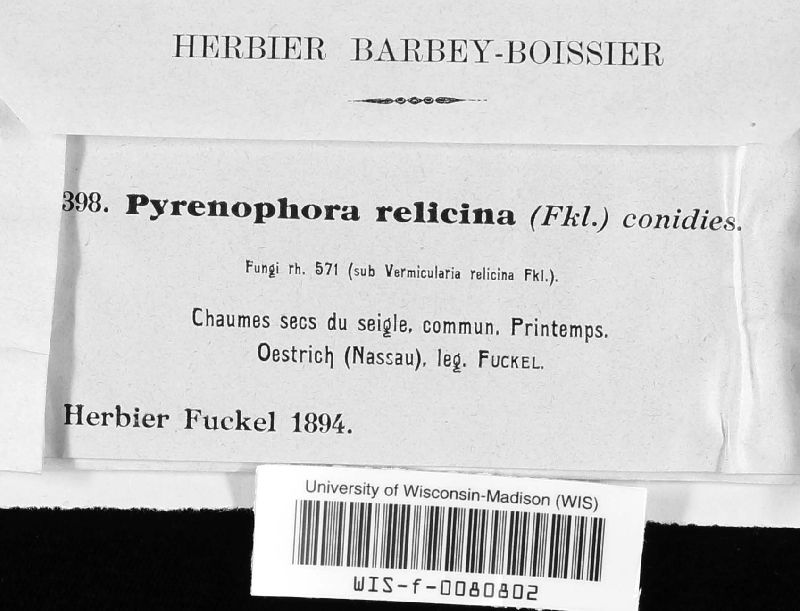 HERBIER BARBEY-BOISSIER
398. Pyrenophora relicina (Fkl.) conidies.
Fungi rh. 571 (sub Vermicularia relicina Fkl.).
Chaumes secs du seigle, commun. Printemps.
Oestrich (Nassau), leg. FUCKEL.
Herbier Fuckel 1894.
University of Wisconsin-Madison (WIS)
WIS-f-0080802